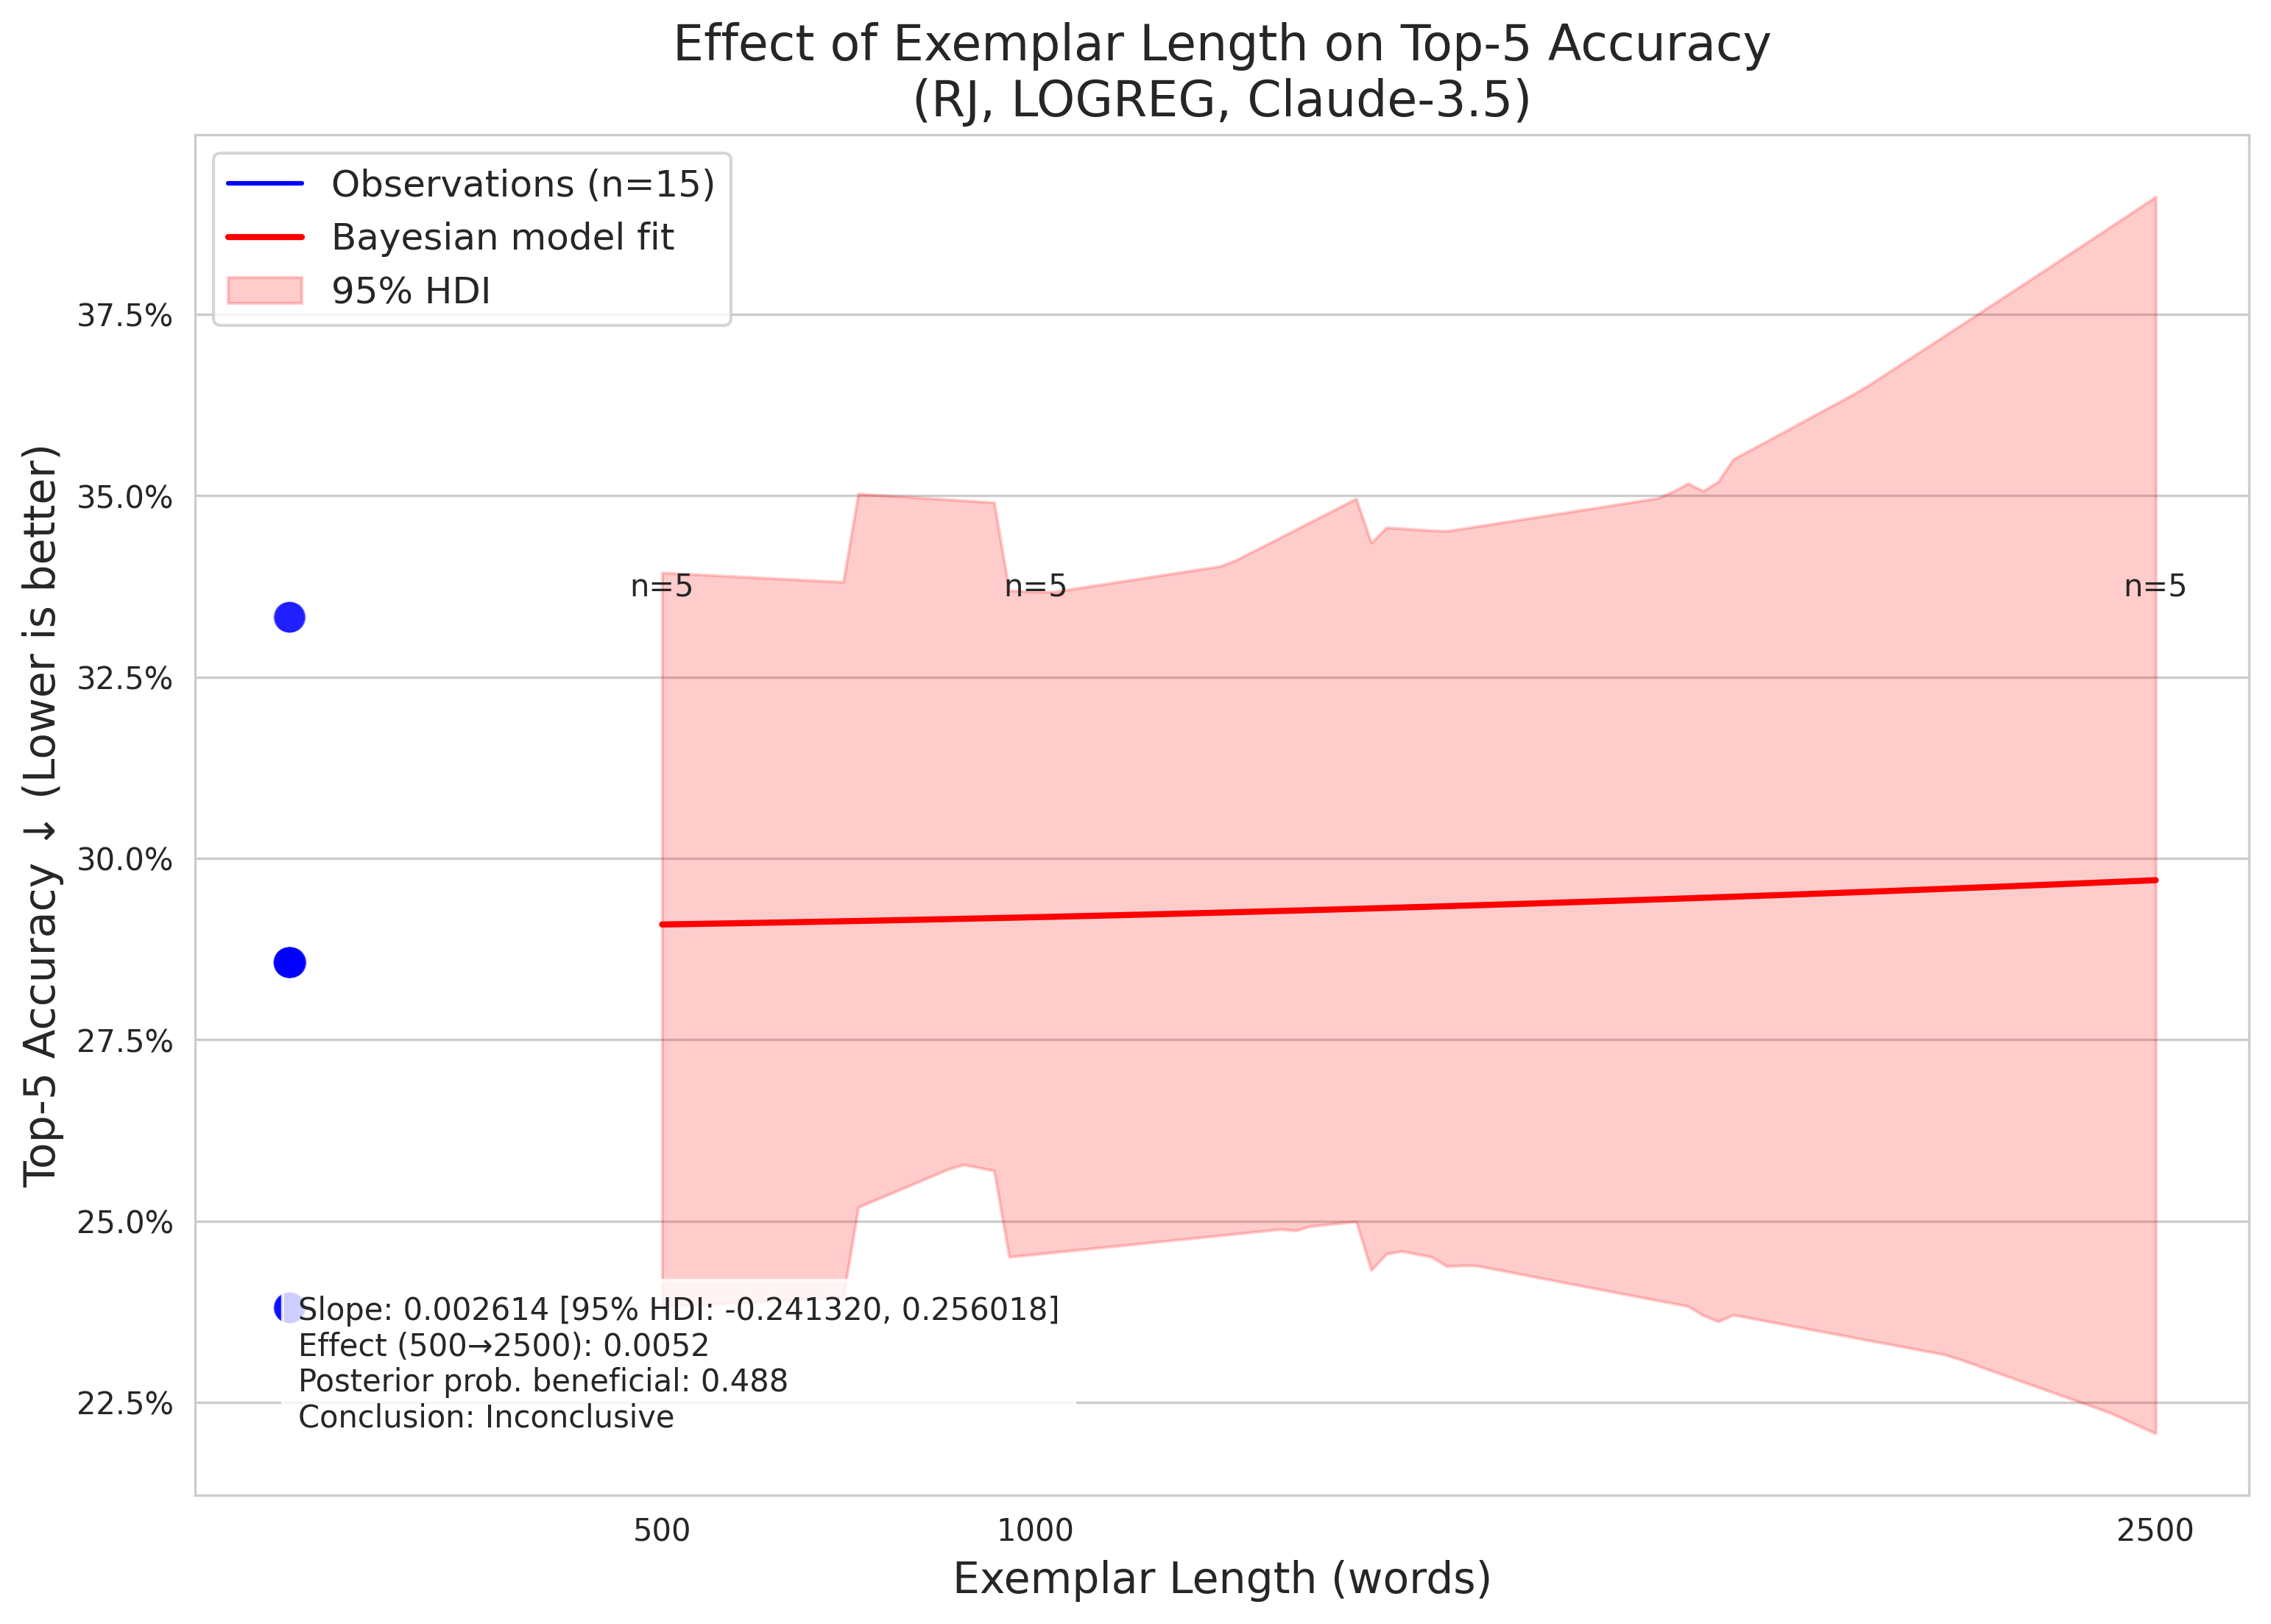 Effect of Exemplar Length on Top-5 Accuracy
(RJ, LOGREG, Claude-3.5)
Observations (n=15)
Bayesian model fit
95% HDI
Top-5 Accuracy ↓ (Lower is better)
37.5%
35.0%
32.5%
30.0%
27.5%
25.0%
22.5%
n=5
n=5
n=5
Slope: 0.002614 [95% HDI: -0.241320, 0.256018]
Effect (500→2500): 0.0052
Posterior prob. beneficial: 0.488
Conclusion: Inconclusive
500
1000
2500
Exemplar Length (words)